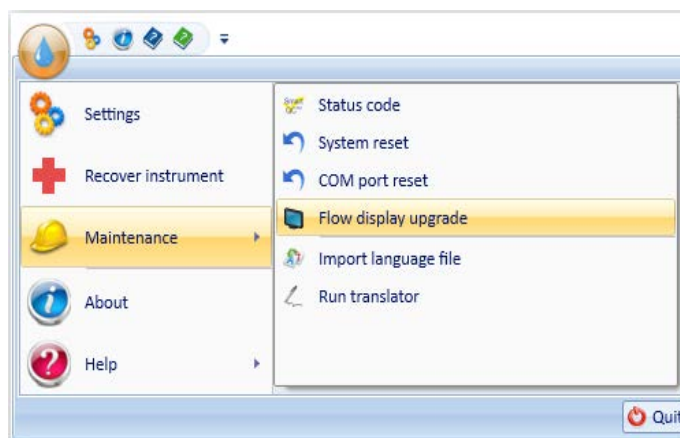 Settings
Recover instrument
Maintenance
About
Help
Status code
System reset
COM port reset
Flow display upgrade
Import language file
Run translator
Quit